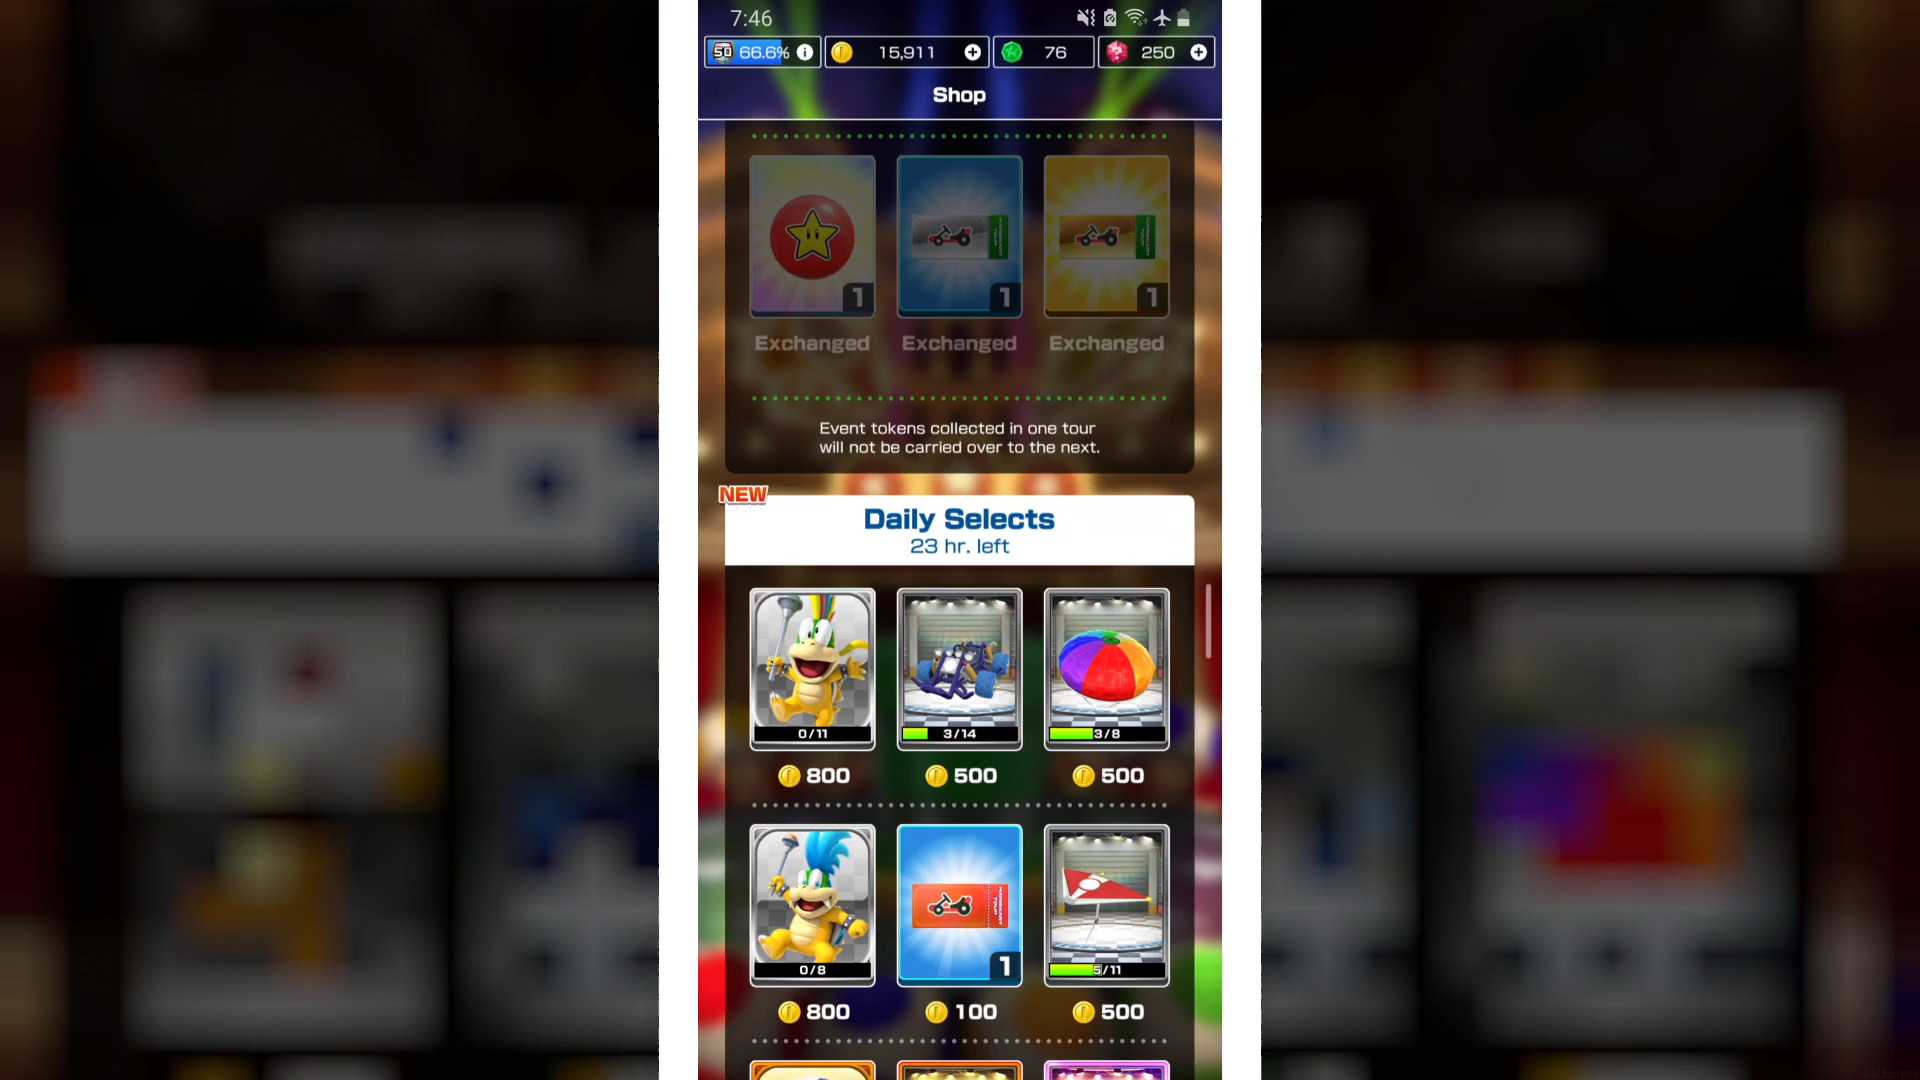 7:46
50 66.6% i 15,911 76 250
Shop
1 1 1
Exchanged Exchanged Exchanged
Event tokens collected in one tour
will not be carried over to the next.
NEW
Daily Selects
23 hr. left
0/11 3/14 3/8
800 500 500
1
0/8 5/11
800 100 500